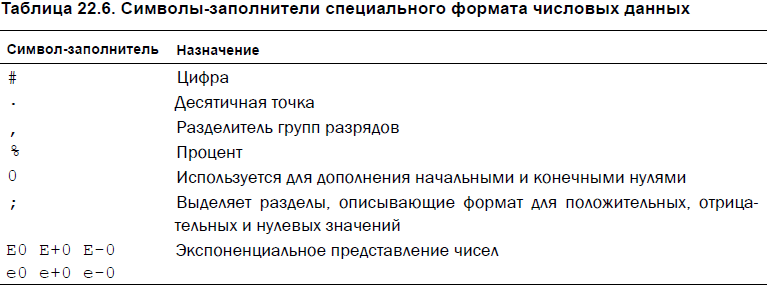 Таблица 22.6. Символы-заполнители специального формата числовых данных
Символ-заполнитель Назначение
# Цифра
. Десятичная точка
, Разделитель групп разрядов
% Процент
0 Используется для дополнения начальными и конечными нулями
; Выделяет разделы, описывающие формат для положительных, отрица-
тельных и нулевых значений
E0 E+0 E-0 Экспоненциальное представление чисел
e0 e+0 e-0